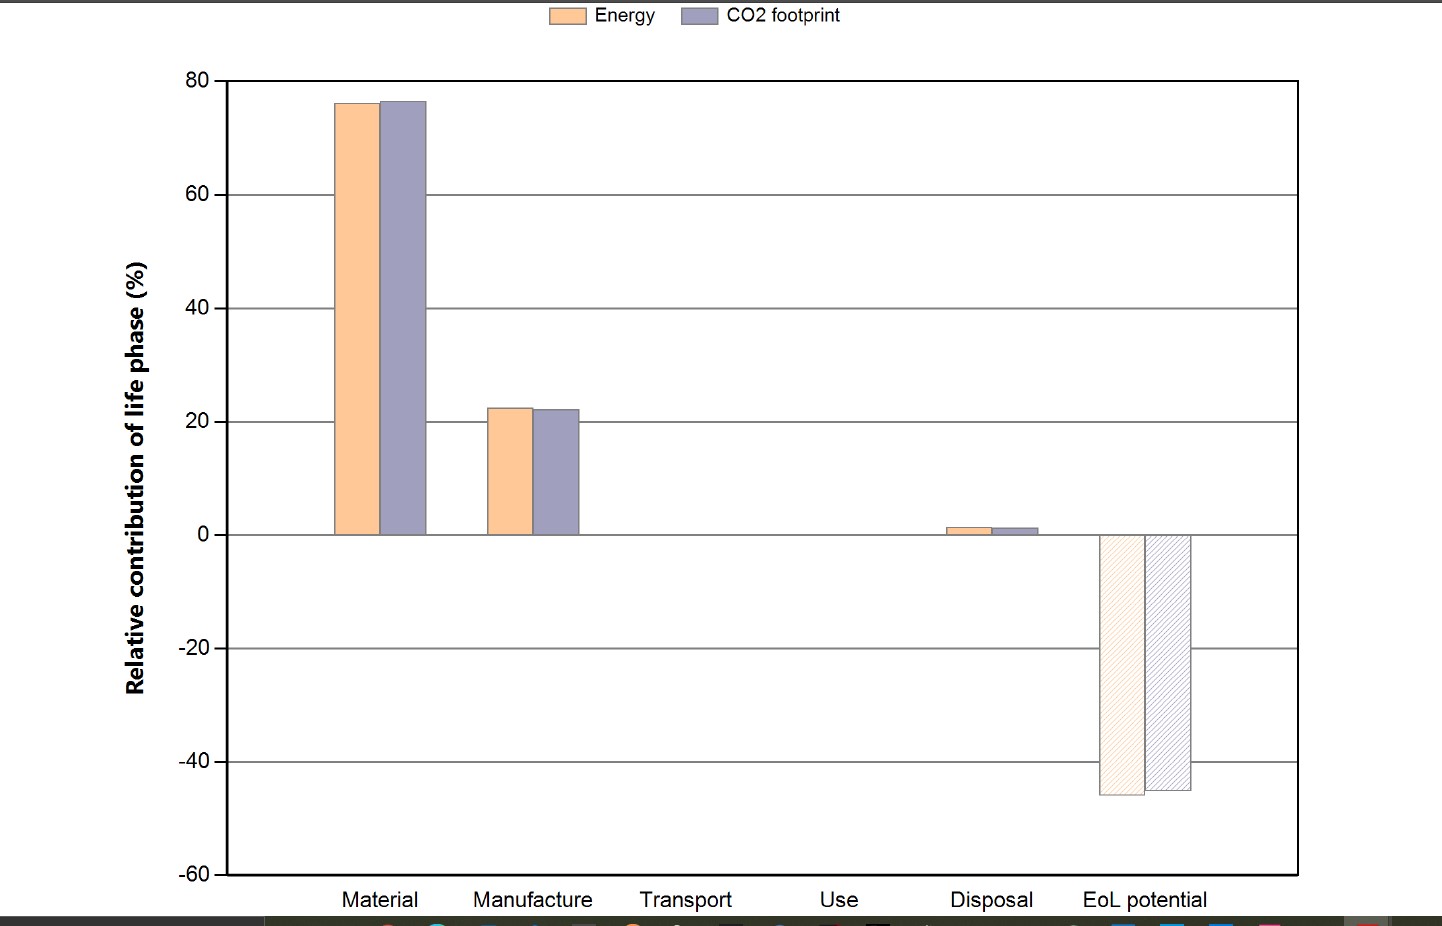 Energy CO2 footprint
80
60
40
20
0
-20
-40
-60
Relative contribution of life phase (%)
Material Manufacture Transport Use Disposal EoL potential